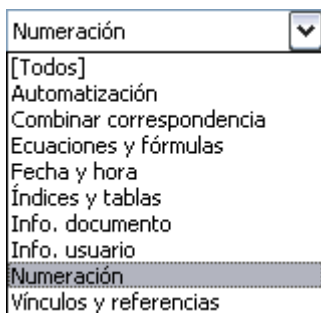 Numeración
[Todos]
Automatización
Combinar correspondencia
Ecuaciones y fórmulas
Fecha y hora
Índices y tablas
Info. documento
Info. usuario
Numeración
Vínculos y referencias